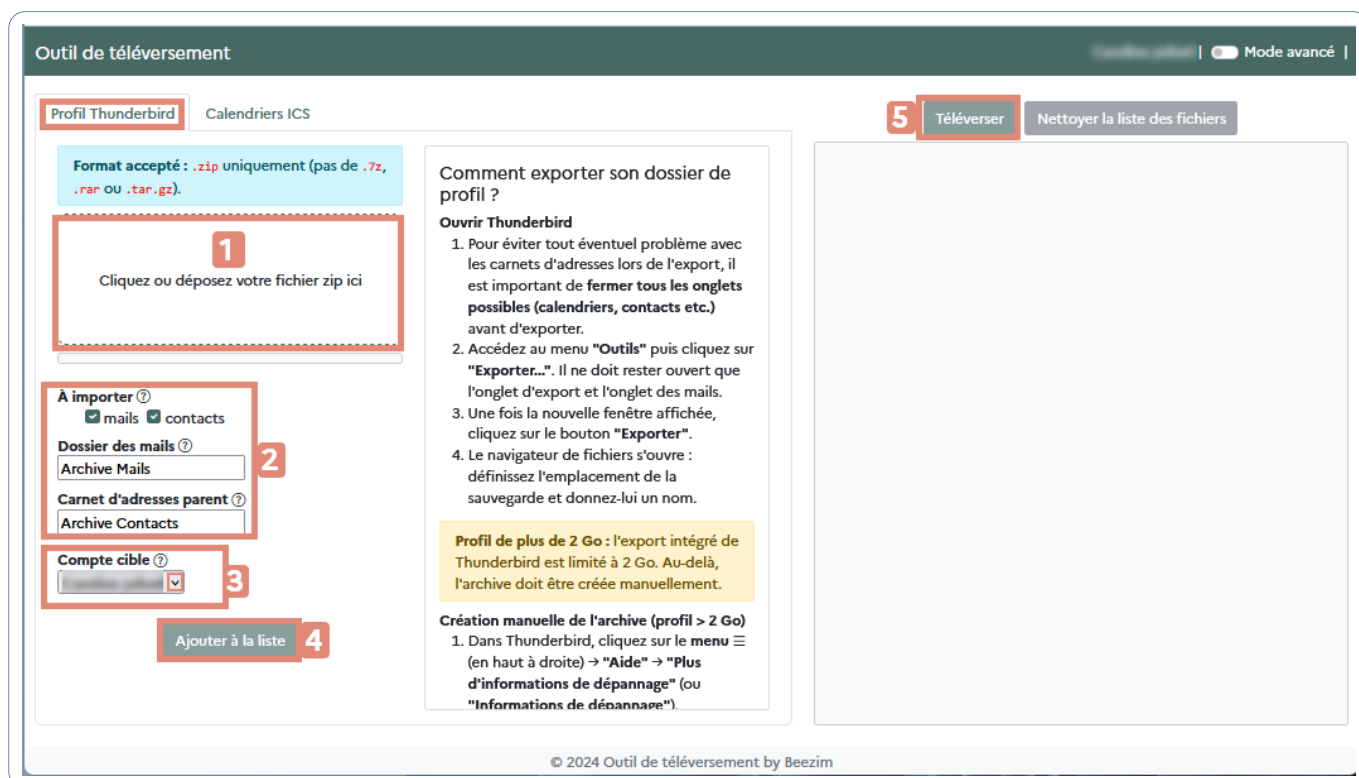 Outil de téléversement
| Mode avancé |
Profil Thunderbird
Calendriers ICS
5
Téléverser
Nettoyer la liste des fichiers
Format accepté : .zip uniquement (pas de .7z,
.rar ou .tar.gz).
1
Cliquez ou déposez votre fichier zip ici
À importer ?
mails contacts
Dossier des mails ?
Archive Mails
2
Carnet d'adresses parent ?
Archive Contacts
Compte cible ?
3
Ajouter à la liste
4
Comment exporter son dossier de
profil ?
Ouvrir Thunderbird
1. Pour éviter tout éventuel problème avec
les carnets d'adresses lors de l'export, il
est important de fermer tous les onglets
possibles (calendriers, contacts etc.)
avant d'exporter.
2. Accédez au menu "Outils" puis cliquez sur
"Exporter...". Il ne doit rester ouvert que
l'onglet d'export et l'onglet des mails.
3. Une fois la nouvelle fenêtre affichée,
cliquez sur le bouton "Exporter".
4. Le navigateur de fichiers s'ouvre :
définissez l'emplacement de la
sauvegarde et donnez-lui un nom.
Profil de plus de 2 Go : l'export intégré de
Thunderbird est limité à 2 Go. Au-delà,
l'archive doit être créée manuellement.
Création manuelle de l'archive (profil > 2 Go)
1. Dans Thunderbird, cliquez sur le menu ☰
(en haut à droite) → "Aide" → "Plus
d'informations de dépannage" (ou
"Informations de dépannage").
© 2024 Outil de téléversement by Beezim